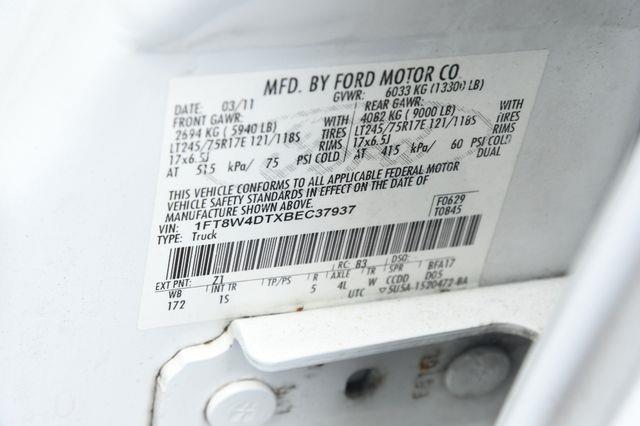 MFD. BY FORD MOTOR CO
DATE: 03/11 GVWR: 6033 KG (13300 LB)
FRONT GAWR: REAR GAWR:
2694 KG ( 5940 LB) WITH 4082 KG ( 9000 LB) WITH
LT245/75R17E 121/118S TIRES LT245/75R17E 121/118S TIRES
17x6.5J RIMS 17x6.5J RIMS
AT 515 kPa/ 75 PSI COLD AT 415 kPa/ 60 PSI COLD DUAL
THIS VEHICLE CONFORMS TO ALL APPLICABLE FEDERAL MOTOR
VEHICLE SAFETY STANDARDS IN EFFECT ON THE DATE OF
MANUFACTURE SHOWN ABOVE.
VIN: 1FT8W4DTXBEC37937 F0629
TYPE: Truck T0845
EXT PNT: Z1 RC: 83 DSO:
WB INT TR TP/PS R AXLE TR SPR BFA17
172 1S 5 4L W CCDD D05
UTC ▽5U5A-1520472-BA